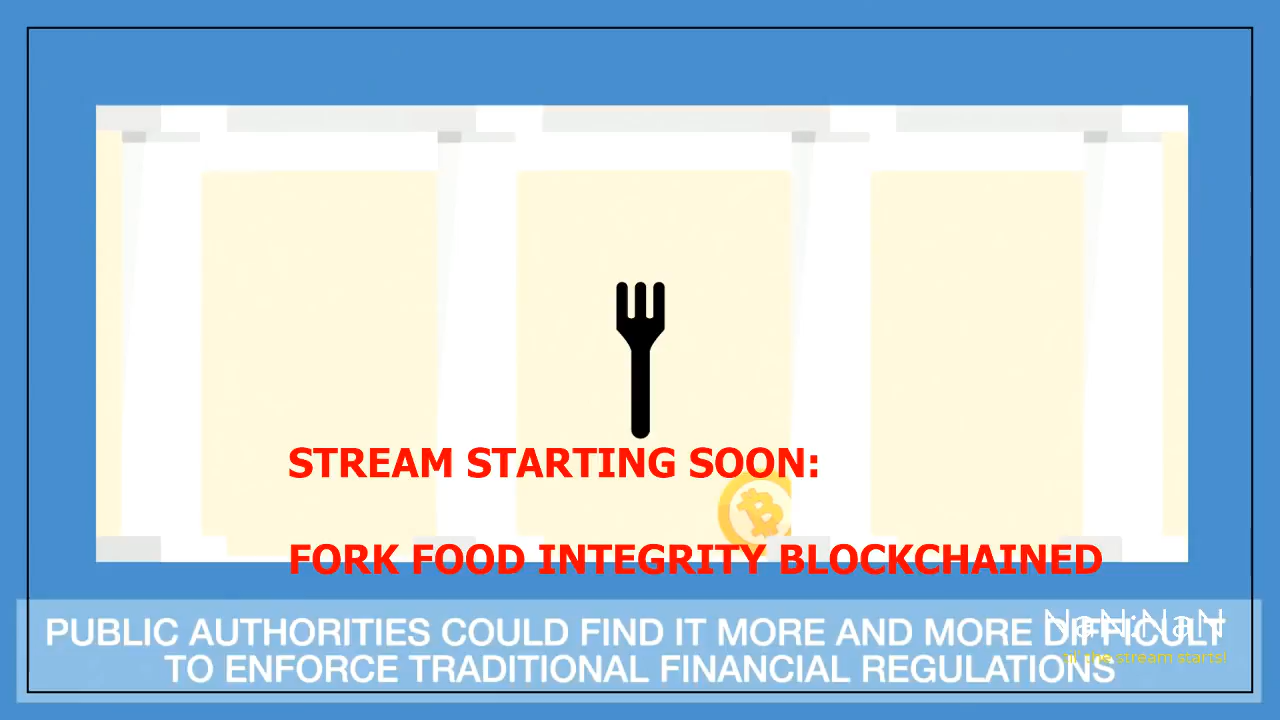 STREAM STARTING SOON:
FORK FOOD INTEGRITY BLOCKCHAINED
PUBLIC AUTHORITIES COULD FIND IT MORE AND MORE DIFFICULT
TO ENFORCE TRADITIONAL FINANCIAL REGULATIONS
NaN:NaN
til' the stream starts!